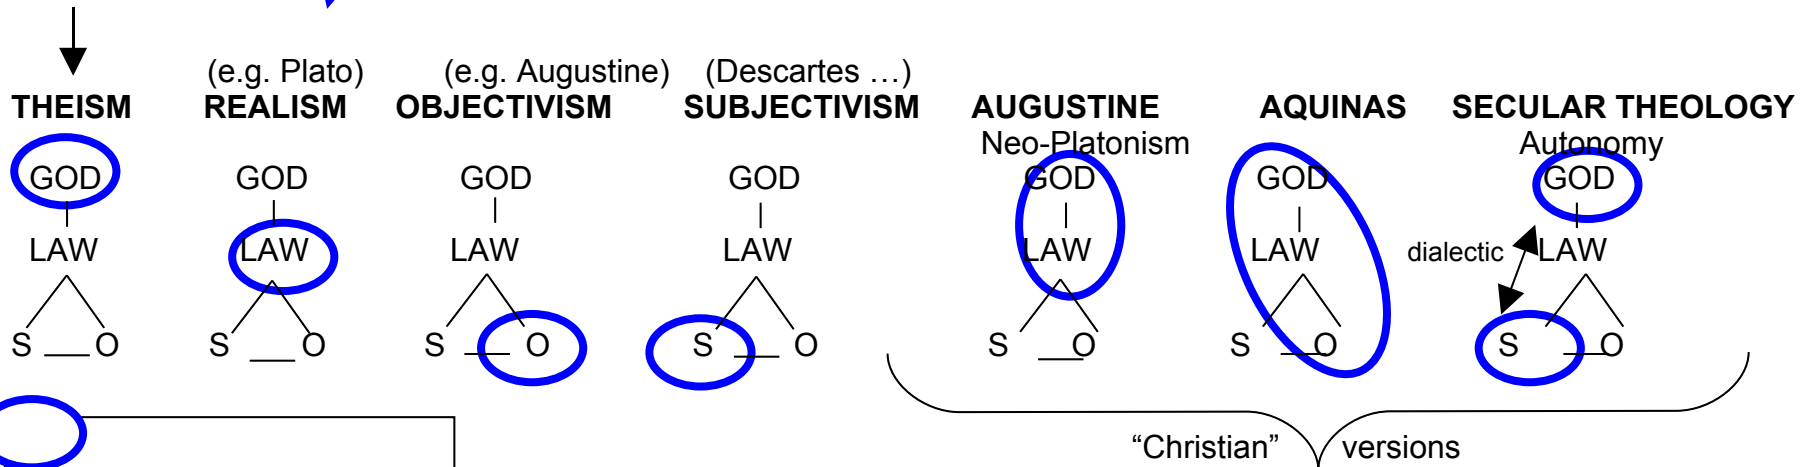 (e.g. Plato) (e.g. Augustine) (Descartes …)
THEISM REALISM OBJECTIVISM SUBJECTIVISM AUGUSTINE AQUINAS SECULAR THEOLOGY
Neo-Platonism Autonomy
GOD GOD GOD GOD GOD GOD GOD
LAW LAW LAW LAW LAW LAW dialectic LAW
S O S O S O S O S O S O S O
“Christian” versions